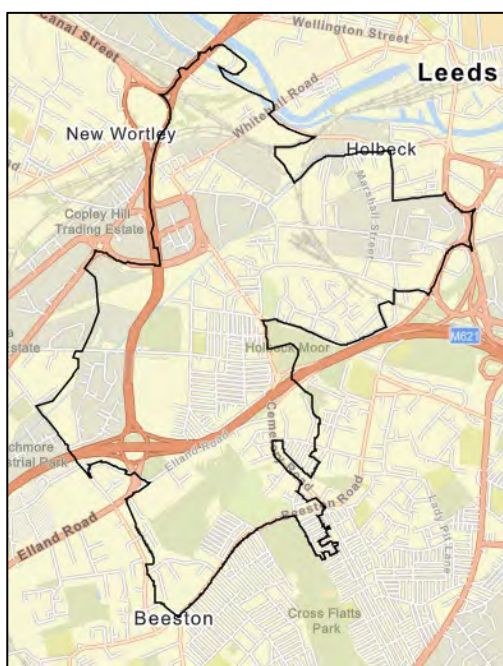 Canal Street
Wellington Street
Leeds
Whitehall Road
New Wortley
Holbeck
Marshall Street
Copley Hill
Trading Estate
Estate
M621
Holbeck Moor
Elland Road
Cemetery Road
Beeston Road
Elland Road
Lady Pit Lane
Beeston
Cross Flatts
Park